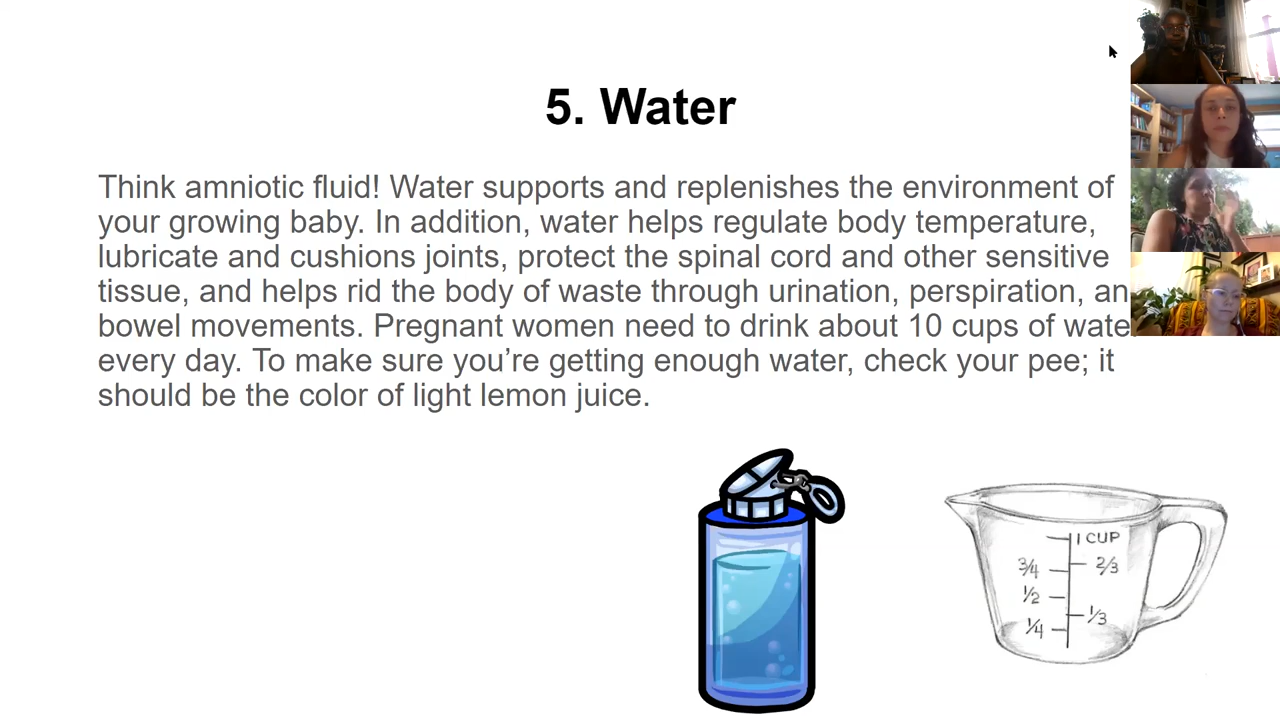 5. Water
Think amniotic fluid! Water supports and replenishes the environment of
your growing baby. In addition, water helps regulate body temperature,
lubricate and cushions joints, protect the spinal cord and other sensitive
tissue, and helps rid the body of waste through urination, perspiration, an
bowel movements. Pregnant women need to drink about 10 cups of wate
every day. To make sure you’re getting enough water, check your pee; it
should be the color of light lemon juice.
1 CUP
3/4 2/3
1/2
1/3
1/4